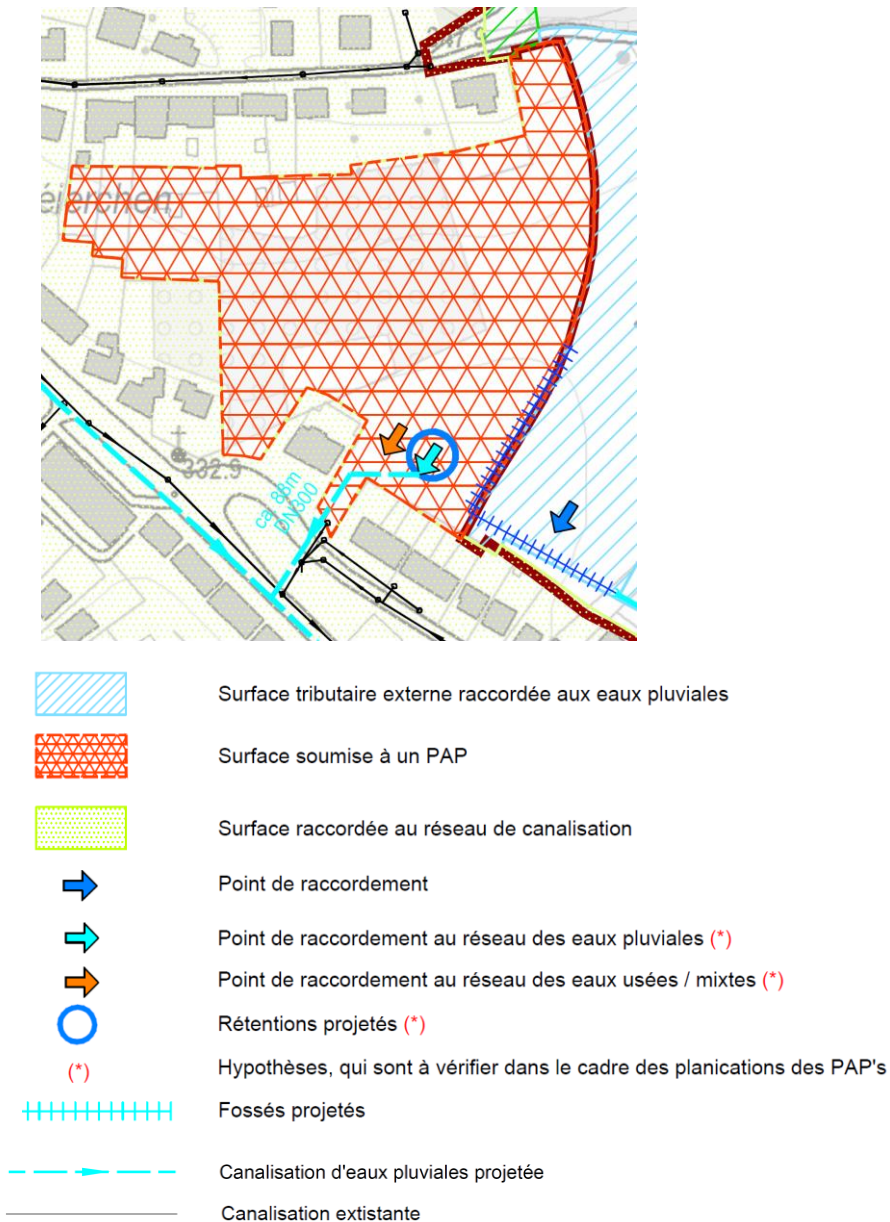 éierchen
332.9
ca. 88m
DN300
Surface tributaire externe raccordée aux eaux pluviales
Surface soumise à un PAP
Surface raccordée au réseau de canalisation
Point de raccordement
Point de raccordement au réseau des eaux pluviales (*)
Point de raccordement au réseau des eaux usées / mixtes (*)
Rétentions projetés (*)
(*) Hypothèses, qui sont à vérifier dans le cadre des planications des PAP's
Fossés projetés
Canalisation d'eaux pluviales projetée
Canalisation extistante